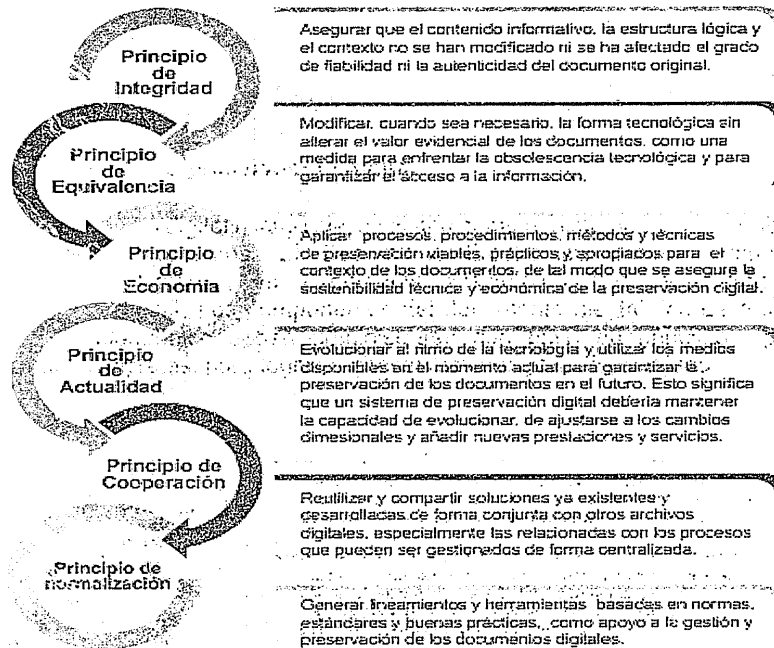 Principio
de
Integridad
Asegurar que el contenido informativo, la estructura lógica y
el contexto no se han modificado ni se ha afectado el grado
de fiabilidad ni la autenticidad del documento original.
Principio
de
Equivalencia
Modificar, cuando sea necesario, la forma tecnológica sin
alterar el valor evidencial de los documentos, como una
medida para enfrentar la obsolescencia tecnológica y para
garantizar el acceso a la información.
Principio
de
Economía
Aplicar procesos, procedimientos, métodos y técnicas
de preservación viables, prácticos y apropiados para el
contexto de los documentos, de tal modo que se asegure la
sostenibilidad técnica y económica de la preservación digital.
Principio
de
Actualidad
Evolucionar al ritmo de la tecnología y utilizar los medios
disponibles en el momento actual para garantizar la
preservación de los documentos en el futuro. Esto significa
que un sistema de preservación digital debería mantener
la capacidad de evolucionar, de ajustarse a los cambios
dimesionales y añadir nuevas prestaciones y servicios.
Principio de
Cooperación
Reutilizar y compartir soluciones ya existentes y
desarrolladas de forma conjunta con otros archivos
digitales, especialmente las relacionadas con los procesos
que pueden ser gestionados de forma centralizada.
Principio de
normalización
Generar lineamientos y herramientas basadas en normas,
estándares y buenas prácticas, como apoyo a la gestión y
preservación de los documentos digitales.